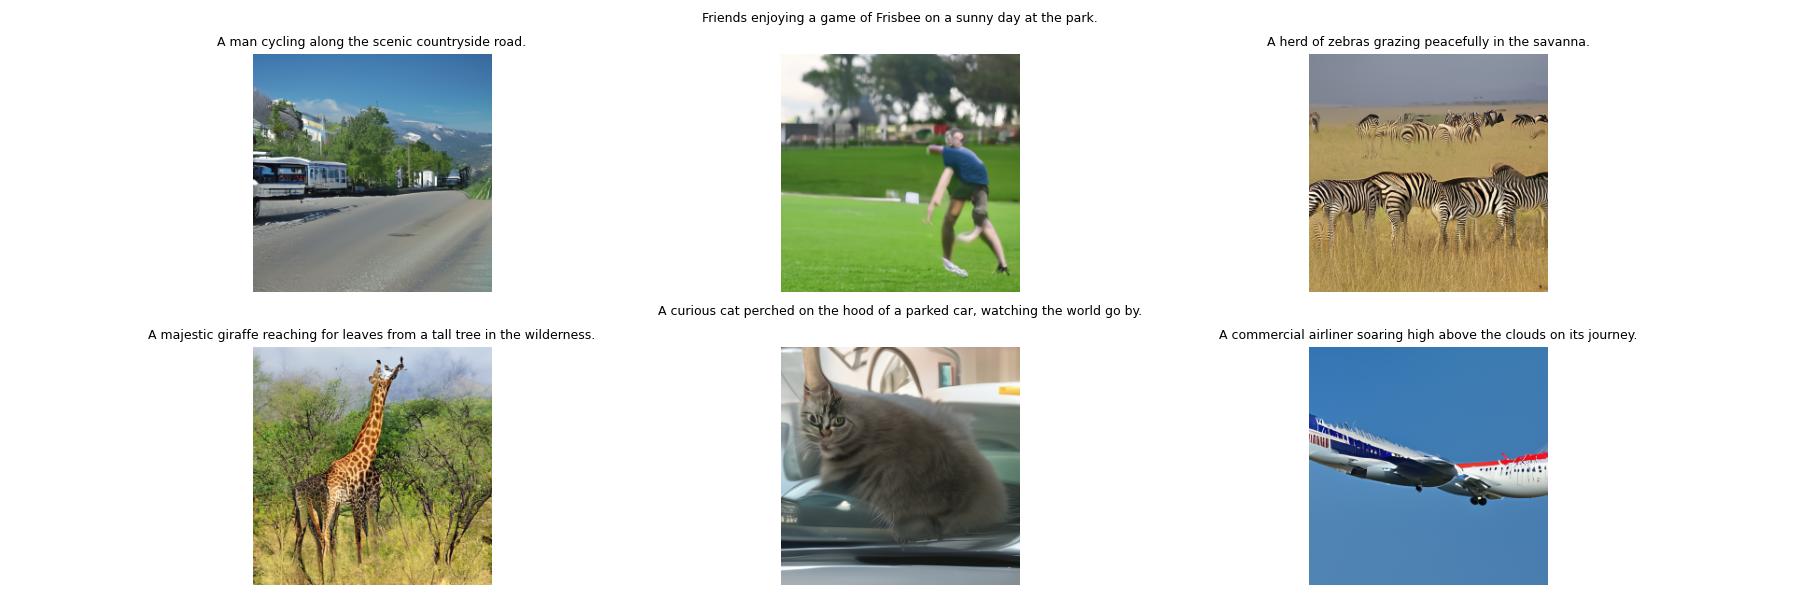 Friends enjoying a game of Frisbee on a sunny day at the park.
A man cycling along the scenic countryside road.
A herd of zebras grazing peacefully in the savanna.
A curious cat perched on the hood of a parked car, watching the world go by.
A majestic giraffe reaching for leaves from a tall tree in the wilderness.
A commercial airliner soaring high above the clouds on its journey.